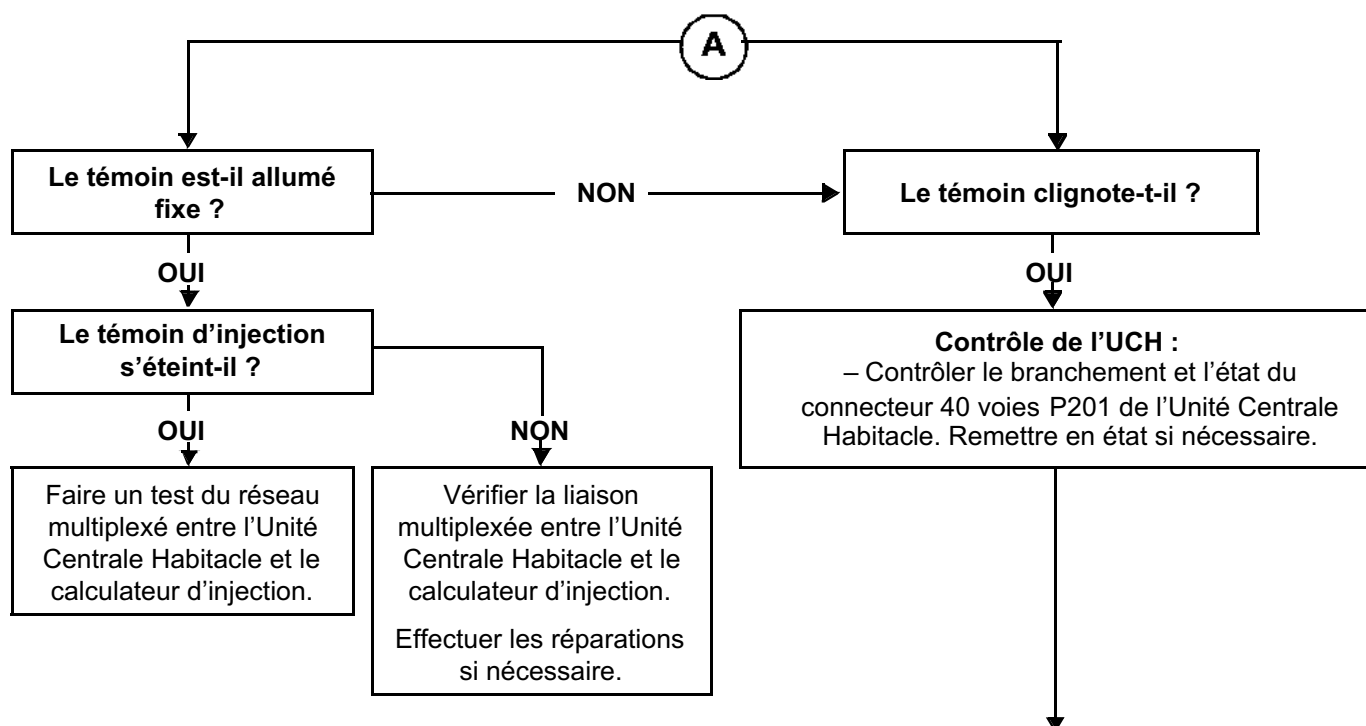 A
Le témoin est-il allumé
fixe ?
NON
Le témoin clignote-t-il ?
OUI
OUI
Le témoin d’injection
s’éteint-il ?
Contrôle de l’UCH :
– Contrôler le branchement et l’état du
connecteur 40 voies P201 de l’Unité Centrale
Habitacle. Remettre en état si nécessaire.
OUI
NON
Faire un test du réseau
multiplexé entre l’Unité
Centrale Habitacle et le
calculateur d’injection.
Vérifier la liaison
multiplexée entre l’Unité
Centrale Habitacle et le
calculateur d’injection.
Effectuer les réparations
si nécessaire.